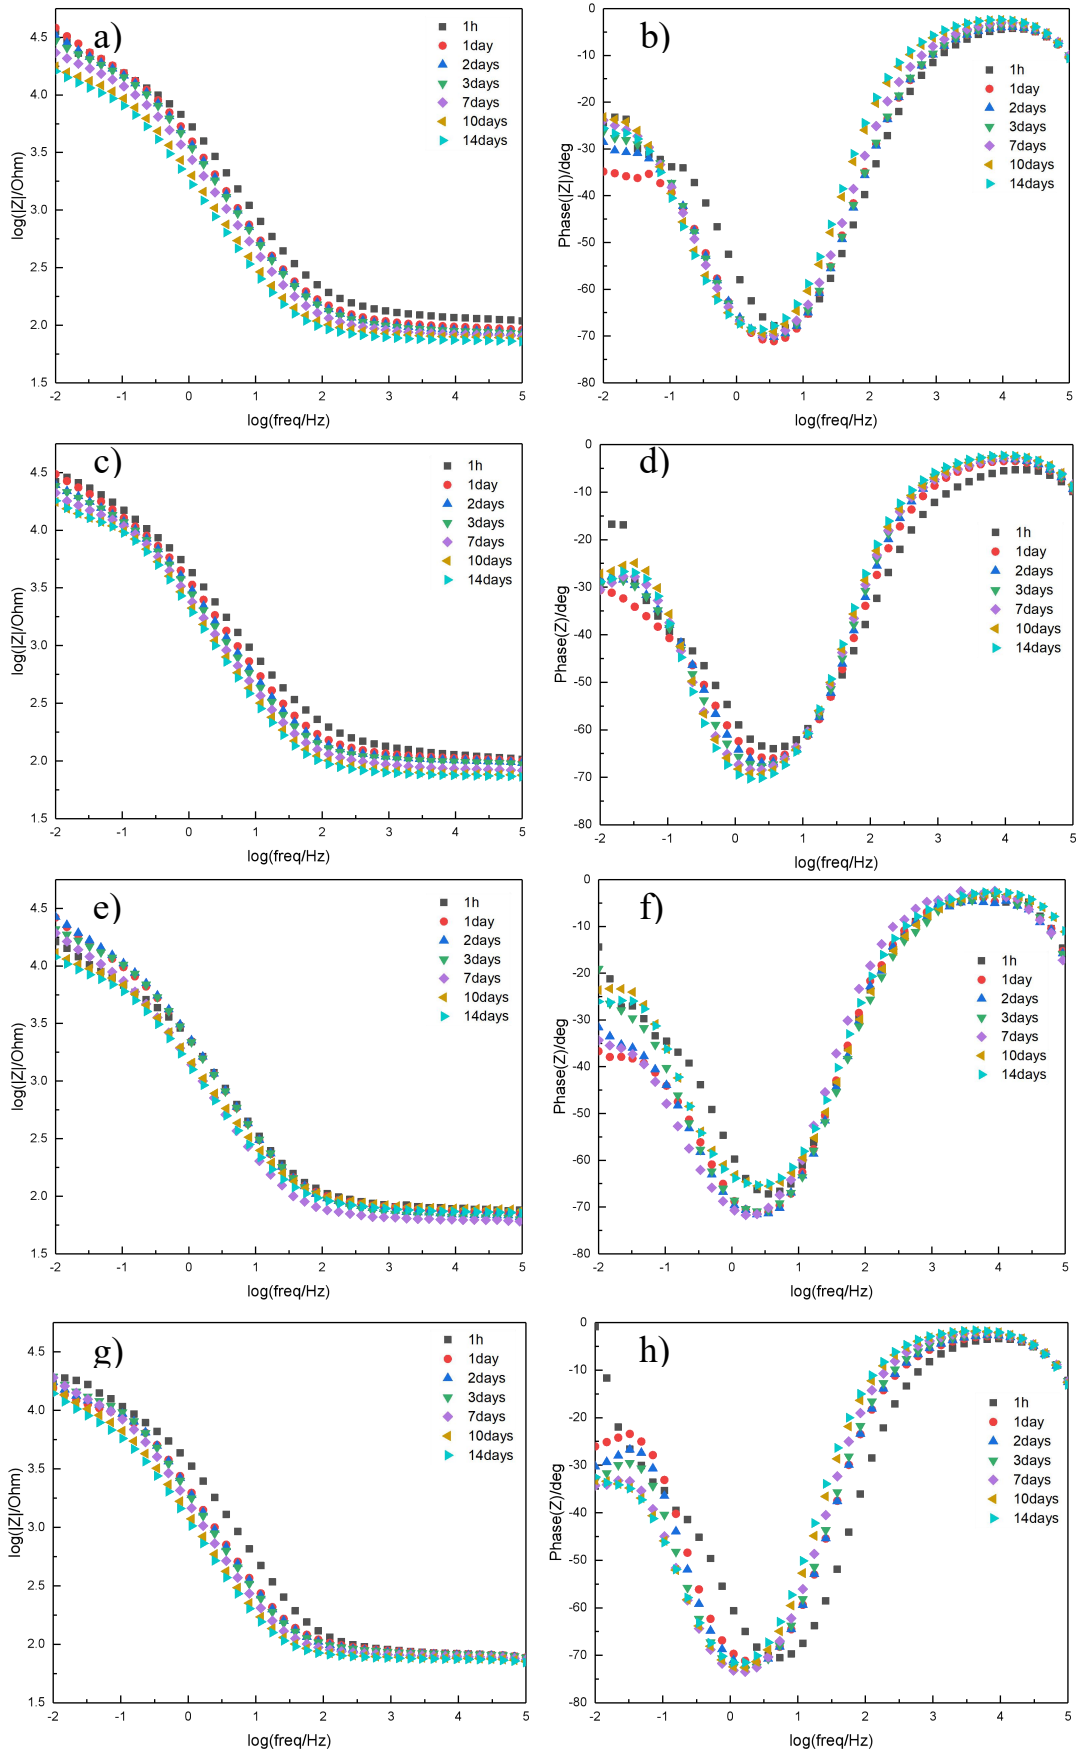 a)
4.5
4.0
3.5
3.0
2.5
2.0
1.5
log(|Z|/Ohm)
-2 -1 0 1 2 3 4 5
log(freq/Hz)
1h
1day
2days
3days
7days
10days
14days
b)
0
-10
-20
-30
-40
-50
-60
-70
-80
Phase(|Z|)/deg
-2 -1 0 1 2 3 4 5
log(freq/Hz)
1h
1day
2days
3days
7days
10days
14days
c)
4.5
4.0
3.5
3.0
2.5
2.0
1.5
log(|Z|/Ohm)
-2 -1 0 1 2 3 4 5
log(freq/Hz)
1h
1day
2days
3days
7days
10days
14days
d)
0
-10
-20
-30
-40
-50
-60
-70
-80
Phase(Z)/deg
-2 -1 0 1 2 3 4 5
log(freq/Hz)
1h
1day
2days
3days
7days
10days
14days
e)
4.5
4.0
3.5
3.0
2.5
2.0
1.5
log(|Z|/Ohm)
-2 -1 0 1 2 3 4 5
log(freq/Hz)
1h
1day
2days
3days
7days
10days
14days
f)
0
-10
-20
-30
-40
-50
-60
-70
-80
Phase(Z)/deg
-2 -1 0 1 2 3 4 5
log(freq/Hz)
1h
1day
2days
3days
7days
10days
14days
g)
4.5
4.0
3.5
3.0
2.5
2.0
1.5
log(|Z|/Ohm)
-2 -1 0 1 2 3 4 5
log(freq/Hz)
1h
1day
2days
3days
7days
10days
14days
h)
0
-10
-20
-30
-40
-50
-60
-70
-80
Phase(Z)/deg
-2 -1 0 1 2 3 4 5
log(freq/Hz)
1h
1day
2days
3days
7days
10days
14days